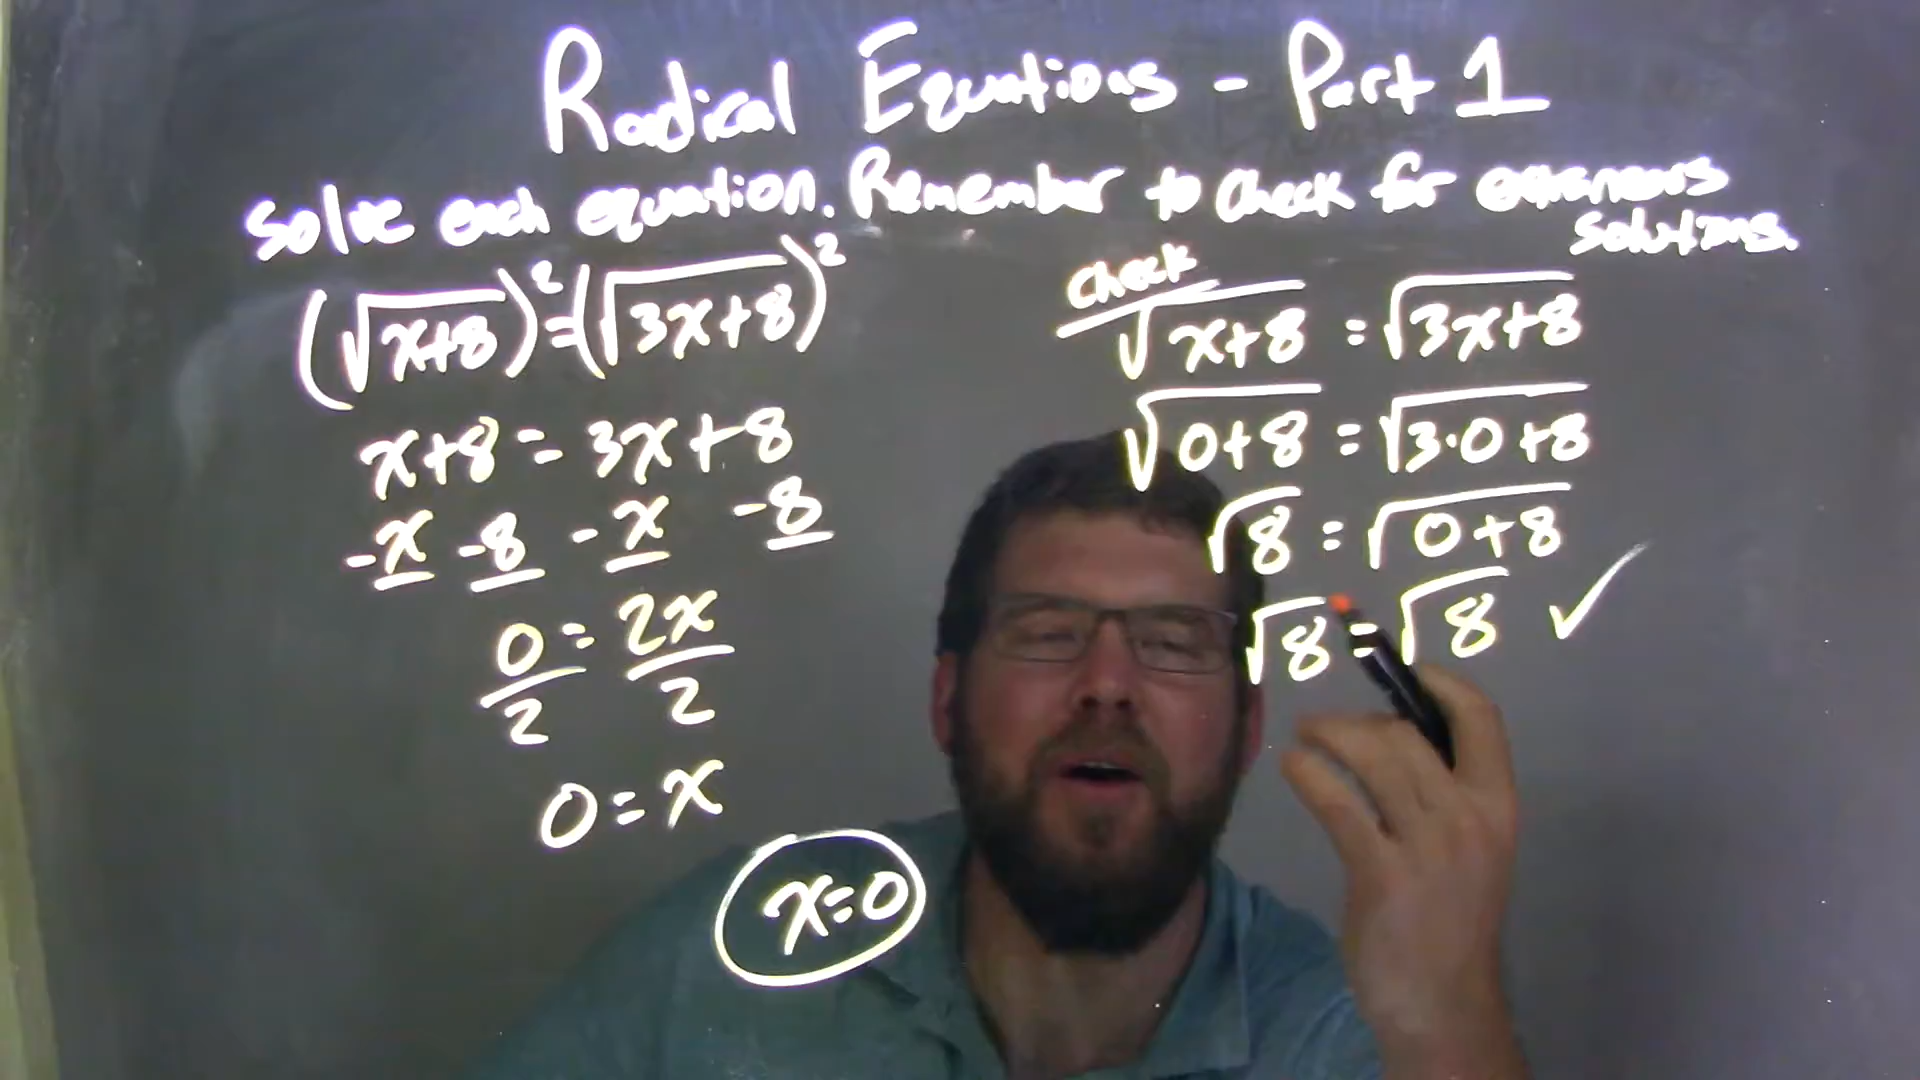 Radical Equations - Part 1
Solve each equation. Remember to check for extraneous
solutions.
(√x+8)² = (√3x+8)²
x+8 = 3x+8
-x -8 -x -8
0 = 2x
2 2
0 = x
x=0
Check
√x+8 = √3x+8
√0+8 = √3·0+8
√8 = √0+8
√8 = √8 ✓